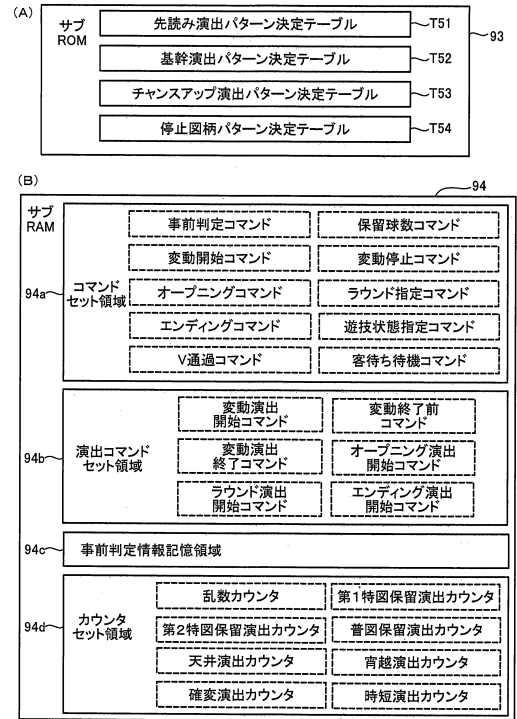 (A)
サブ
ROM
先読み演出パターン決定テーブル
T51
基幹演出パターン決定テーブル
T52
チャンスアップ演出パターン決定テーブル
T53
停止図柄パターン決定テーブル
T54
93
(B)
94
サブ
RAM
94a
コマンド
セット領域
事前判定コマンド
保留球数コマンド
変動開始コマンド
変動停止コマンド
オープニングコマンド
ラウンド指定コマンド
エンディングコマンド
遊技状態指定コマンド
V通過コマンド
客待ち待機コマンド
94b
演出コマンド
セット領域
変動演出
開始コマンド
変動終了前
コマンド
変動演出
終了コマンド
オープニング演出
開始コマンド
ラウンド演出
開始コマンド
エンディング演出
開始コマンド
94c
事前判定情報記憶領域
94d
カウンタ
セット領域
乱数カウンタ
第1特図保留演出カウンタ
第2特図保留演出カウンタ
普図保留演出カウンタ
天井演出カウンタ
宵越演出カウンタ
確変演出カウンタ
時短演出カウンタ